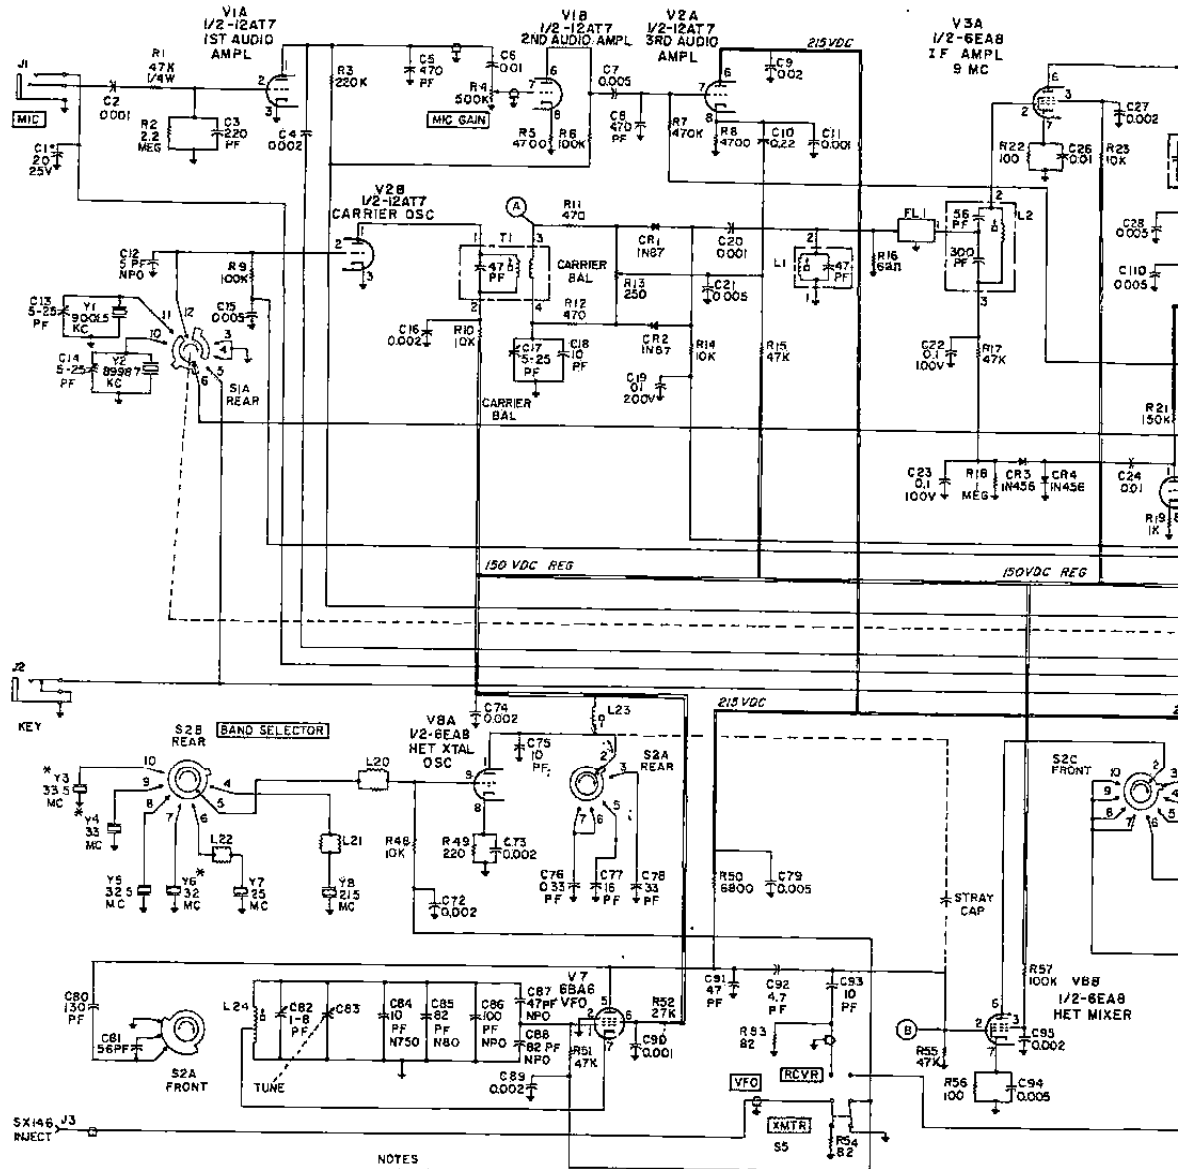 V1A
1/2-12AT7
1ST AUDIO
AMPL
V1B
1/2-12AT7
2ND AUDIO AMPL
V2A
1/2-12AT7
3RD AUDIO
AMPL
215VDC
V3A
1/2-6EA8
I F AMPL
9 MC
J1
MIC
C1
20
25V
C2
0.001
R1
47K
1/4W
R2
2.2
MEG
C3
220
PF
C4
0.002
R3
220K
C5
470
PF
C6
0.01
R4
500K
MIC GAIN
R5
4700
R6
100K
C7
0.005
C8
470
PF
R7
470K
R8
4700
C9
0.02
C10
0.22
C11
0.001
R22
100
C26
0.01
R23
10K
C27
0.002
V2B
1/2-12AT7
CARRIER OSC
C12
5 PF
NPO
R9
100K
C13
5-25
PF
Y1
9001.5
KC
C14
5-25
PF
Y2
8998.7
KC
C15
0.005
S1A
REAR
T1
47
PF
A
R11
470
CARRIER
BAL
R12
470
R13
250
CR1
1N87
CR2
1N87
C16
0.002
R10
10K
C17
5-25
PF
C18
10
PF
CARRIER
BAL
C19
0.1
200V
R14
10K
R15
47K
C20
0.001
C21
0.005
L1
47
PF
R16
FL1
56
PF
300
PF
L2
C22
0.1
100V
R17
47K
C28
0.005
C110
0.005
R21
150K
C23
0.1
100V
R18
1
MEG
CR3
1N456
CR4
1N456
C24
0.01
R19
1K
8
150 VDC REG
150VDC REG
J2
KEY
S2B
REAR
BAND SELECTOR
C74
0.002
V8A
1/2-6EA8
HET XTAL
OSC
C75
10
PF
L23
S2A
REAR
215 VDC
S2C
FRONT
*
Y3
33.5
MC
*
Y4
33
MC
Y5
32.5
MC
Y6
32
MC
L22
*
Y7
25
MC
L21
Y8
21.5
MC
L20
R48
10K
R49
220
C73
0.002
C72
0.002
C76
0.33
PF
C77
16
PF
C78
33
PF
R50
6800
C79
0.005
STRAY
CAP
C80
130
PF
C81
56PF
S2A
FRONT
L24
C82
1-8
PF
C83
TUNE
C84
10
PF
N750
C85
82
PF
N80
C86
100
PF
NPO
C87
47PF
NPO
C88
82 PF
NPO
C89
0.002
V7
6BA6
VFO
R51
47K
R52
27K
C90
0.001
C91
47
PF
C92
4.7
PF
C93
10
PF
R83
82
RCVR
VFO
XMTR
S5
R54
82
B
R55
47K
R56
100
C94
0.005
R57
100K
V8B
1/2-6EA8
HET MIXER
C95
0.002
SX146
INJECT
J3
NOTES